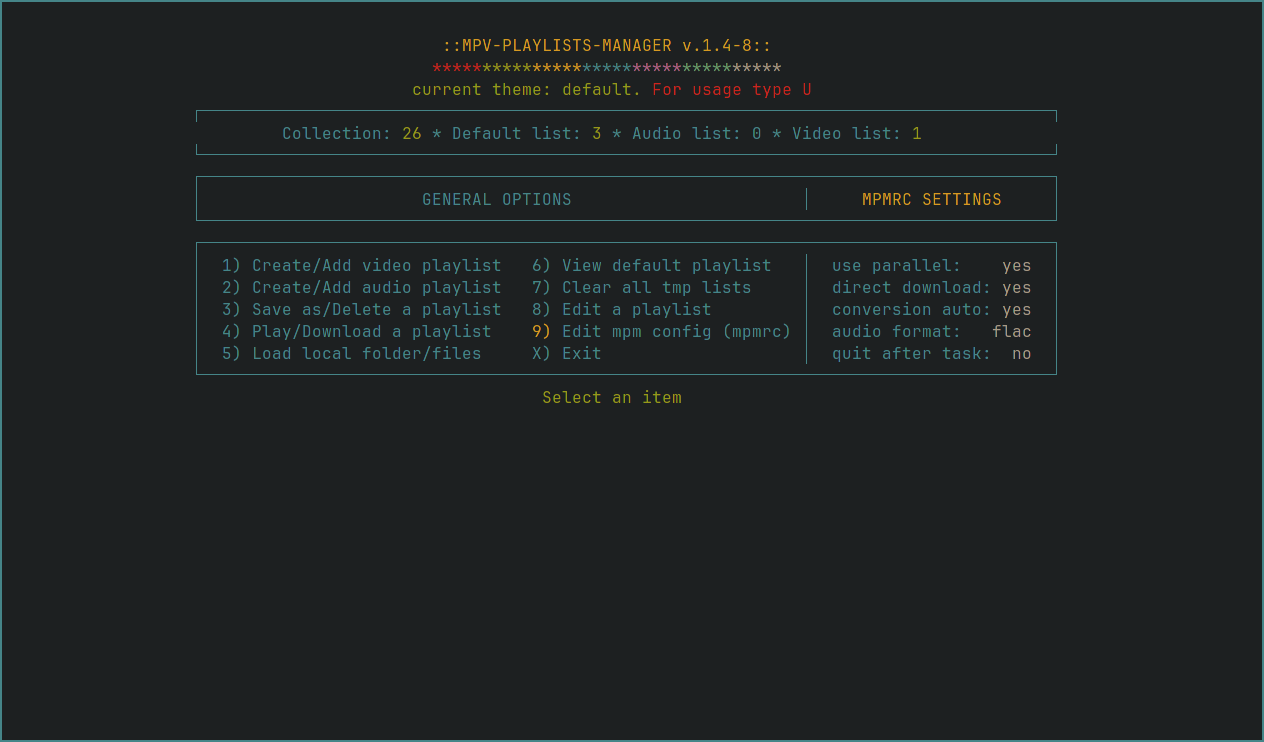 ::MPV-PLAYLISTS-MANAGER v.1.4-8::
***********************************
current theme: default. For usage type U
Collection: 26 * Default list: 3 * Audio list: 0 * Video list: 1
GENERAL OPTIONS MPMRC SETTINGS
1) Create/Add video playlist 6) View default playlist use parallel: yes
2) Create/Add audio playlist 7) Clear all tmp lists direct download: yes
3) Save as/Delete a playlist 8) Edit a playlist conversion auto: yes
4) Play/Download a playlist 9) Edit mpm config (mpmrc) audio format: flac
5) Load local folder/files X) Exit quit after task: no
Select an item